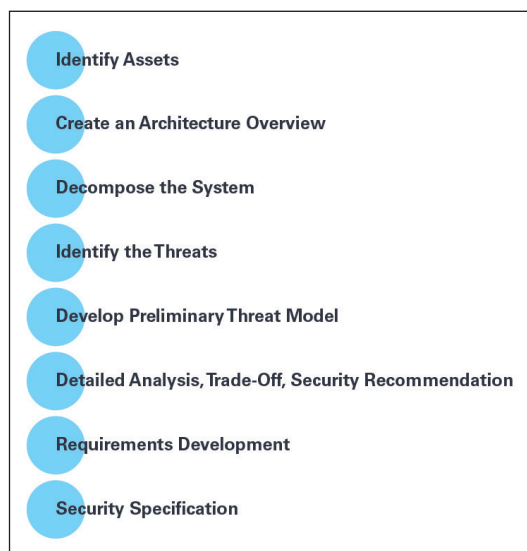 Identify Assets
Create an Architecture Overview
Decompose the System
Identify the Threats
Develop Preliminary Threat Model
Detailed Analysis, Trade-Off, Security Recommendation
Requirements Development
Security Specification